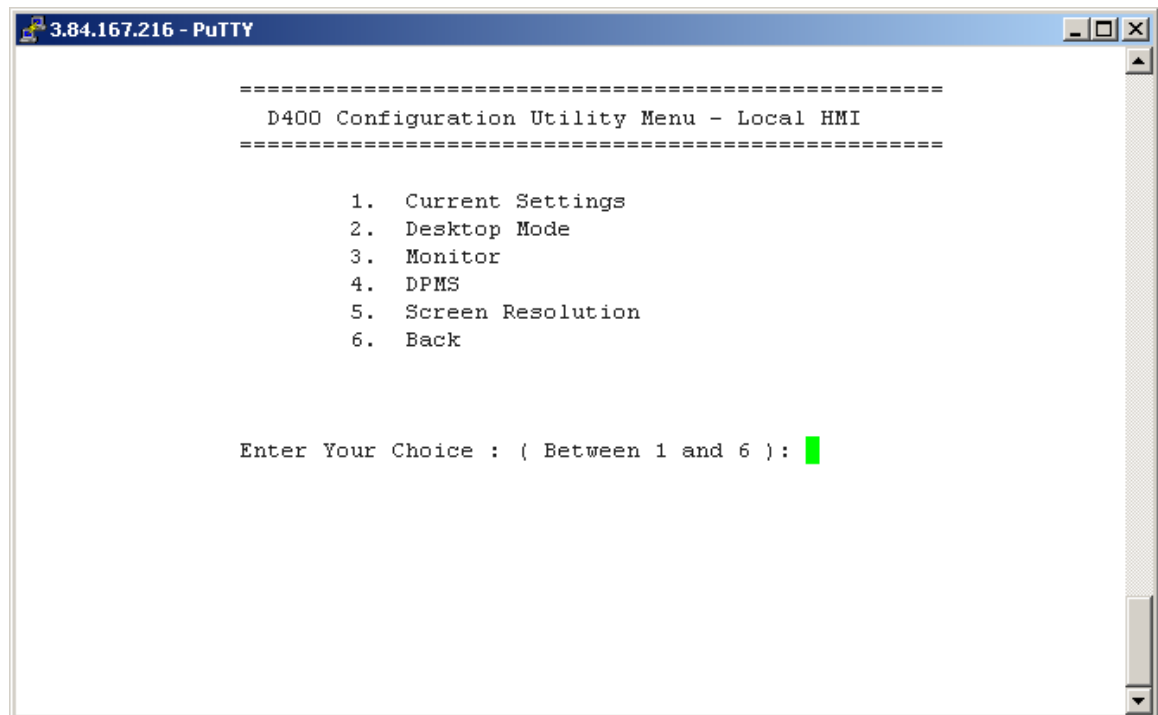 3.84.167.216 - PuTTY
==================================================
D400 Configuration Utility Menu - Local HMI
==================================================
1. Current Settings
2. Desktop Mode
3. Monitor
4. DPMS
5. Screen Resolution
6. Back
Enter Your Choice : ( Between 1 and 6 ):